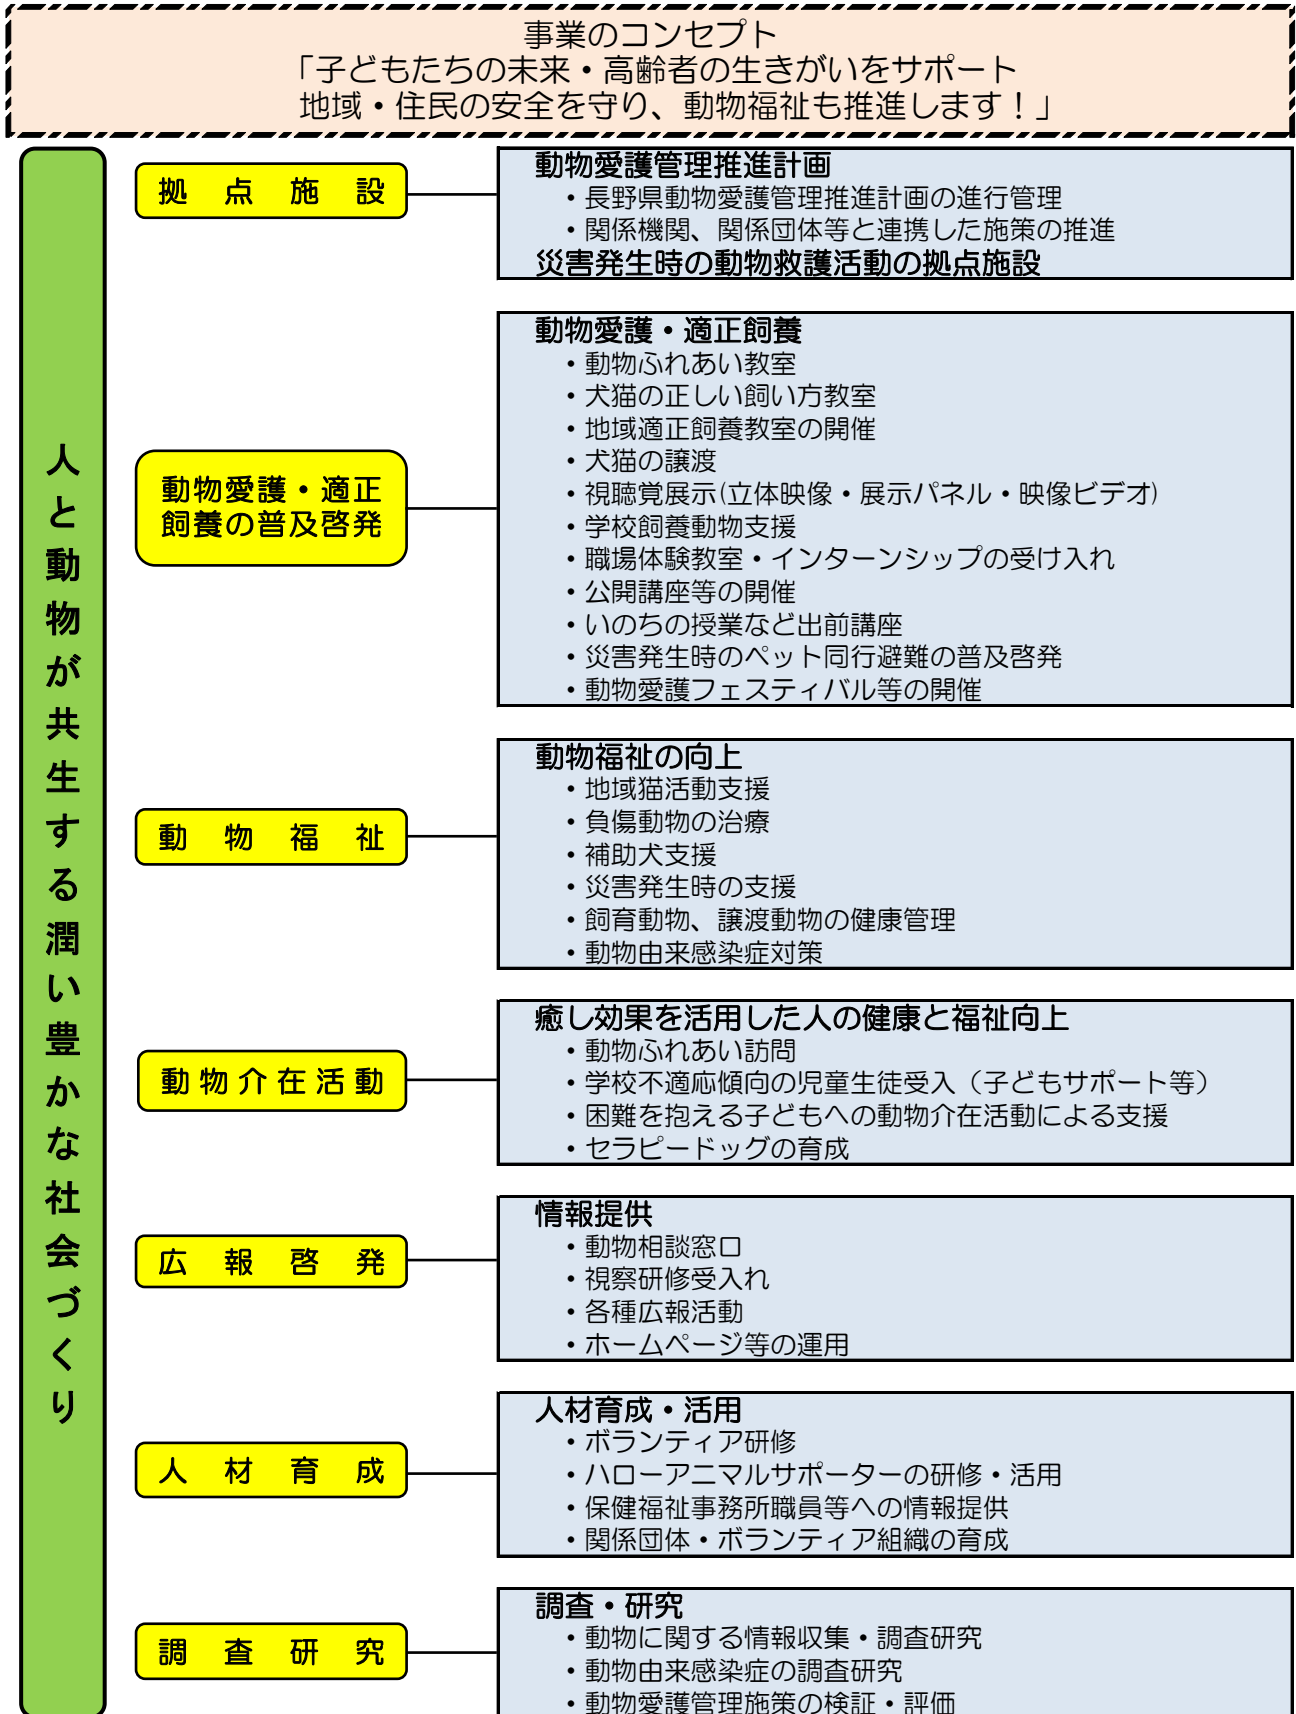 事業のコンセプト
「子どもたちの未来・高齢者の生きがいをサポート
地域・住民の安全を守り、動物福祉も推進します!」
人と動物が共生する潤い豊かな社会づくり
拠点施設
動物愛護管理推進計画
・長野県動物愛護管理推進計画の進行管理
・関係機関、関係団体等と連携した施策の推進
災害発生時の動物救護活動の拠点施設
動物愛護・適正
飼養の普及啓発
動物愛護・適正飼養
・動物ふれあい教室
・犬猫の正しい飼い方教室
・地域適正飼養教室の開催
・犬猫の譲渡
・視聴覚展示(立体映像・展示パネル・映像ビデオ)
・学校飼養動物支援
・職場体験教室・インターンシップの受け入れ
・公開講座等の開催
・いのちの授業など出前講座
・災害発生時のペット同行避難の普及啓発
・動物愛護フェスティバル等の開催
動物福祉
動物福祉の向上
・地域猫活動支援
・負傷動物の治療
・補助犬支援
・災害発生時の支援
・飼育動物、譲渡動物の健康管理
・動物由来感染症対策
動物介在活動
癒し効果を活用した人の健康と福祉向上
・動物ふれあい訪問
・学校不適応傾向の児童生徒受入(子どもサポート等)
・困難を抱える子どもへの動物介在活動による支援
・セラピードッグの育成
広報啓発
情報提供
・動物相談窓口
・視察研修受入れ
・各種広報活動
・ホームページ等の運用
人材育成
人材育成・活用
・ボランティア研修
・ハローアニマルサポーターの研修・活用
・保健福祉事務所職員等への情報提供
・関係団体・ボランティア組織の育成
調査研究
調査・研究
・動物に関する情報収集・調査研究
・動物由来感染症の調査研究
・動物愛護管理施策の検証・評価